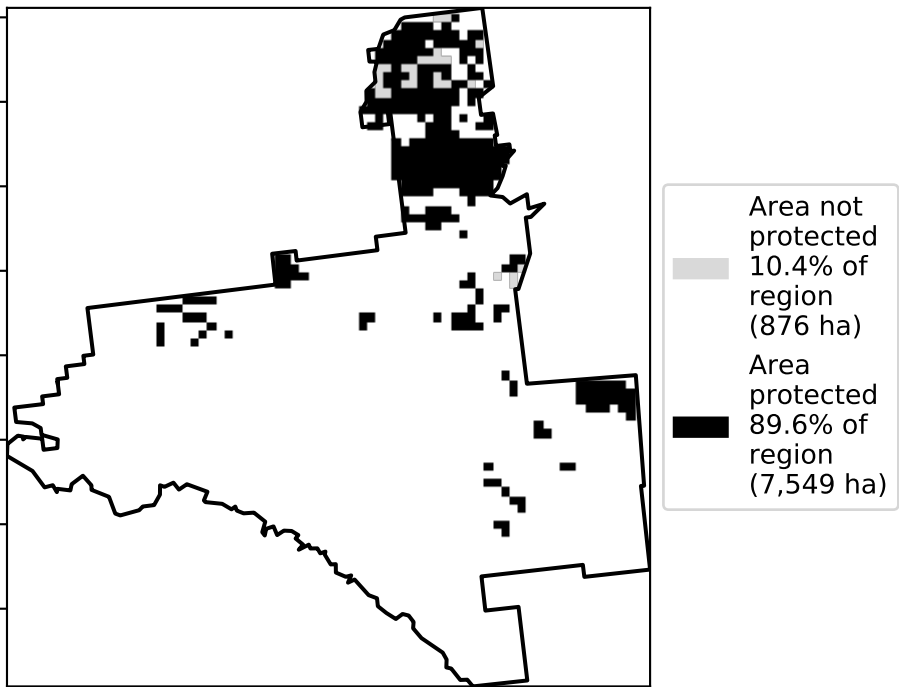 Area not
protected
10.4% of
region
(876 ha)
Area
protected
89.6% of
region
(7,549 ha)